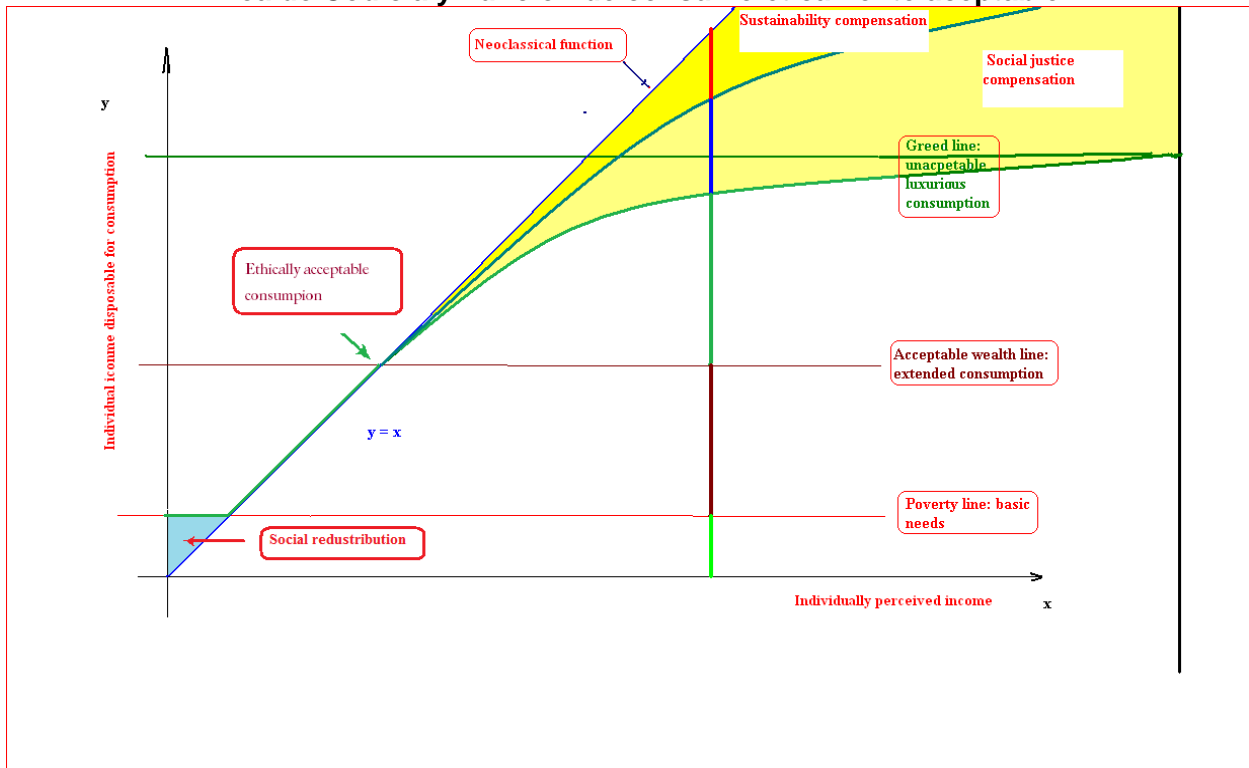 Sustainability compensation
Neoclassical function
Social justice
compensation
y
Greed line:
unacpetable
luxurious
consumption
Individual iconme disposable for consumption
Ethically acceptable
consumpion
Acceptable wealth line:
extended consumption
y = x
Poverty line: basic
needs
Social redustribution
Individually perceived income
x